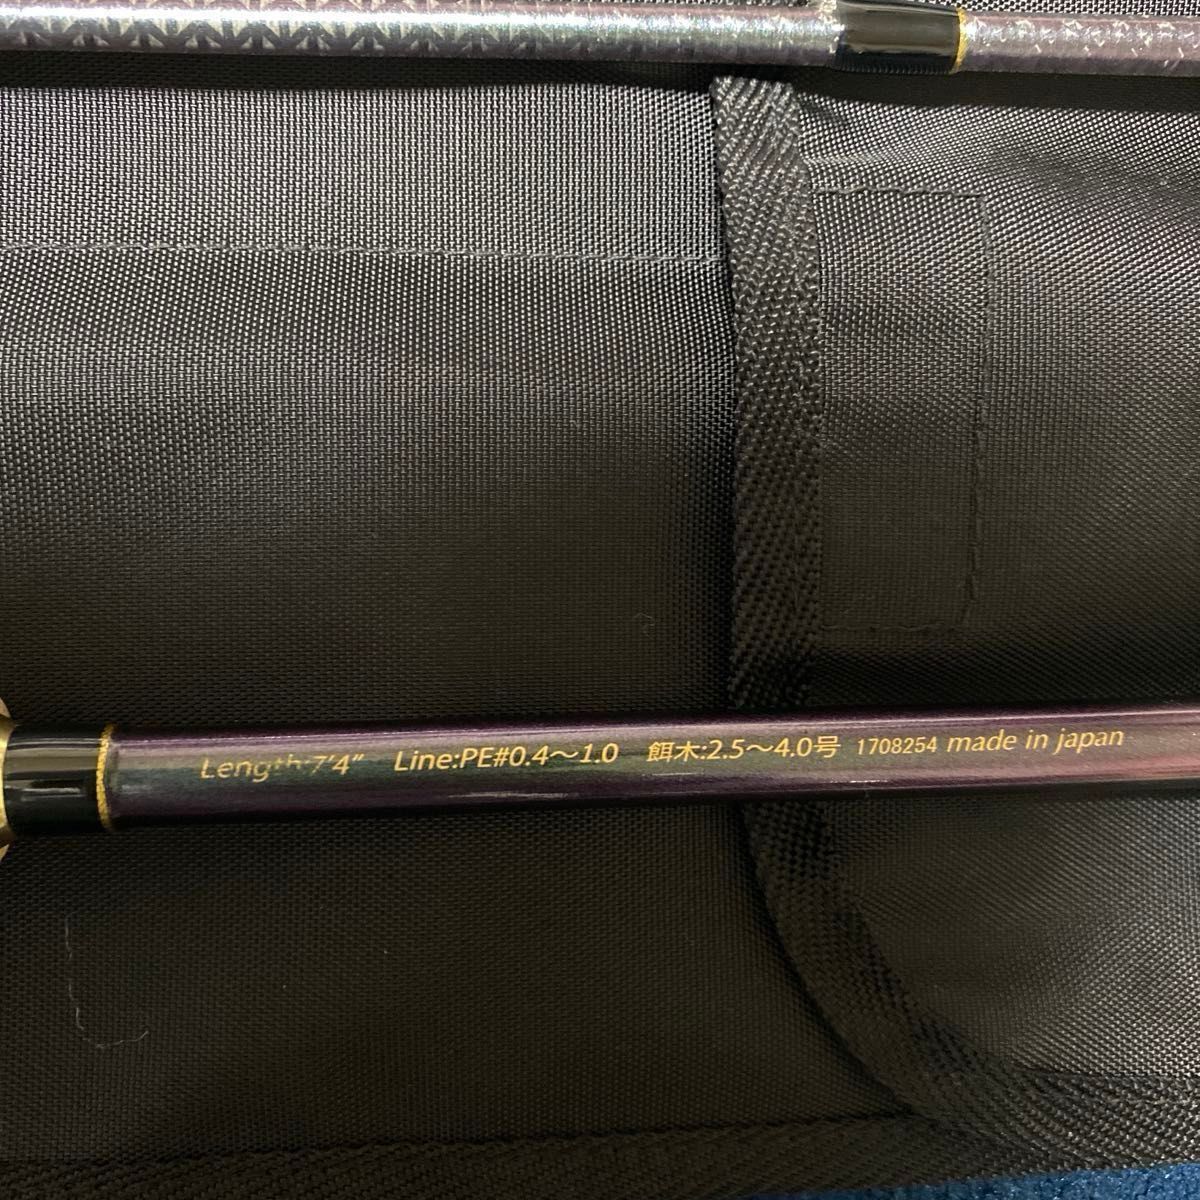 Length:7'4" Line:PE#0.4〜1.0 餌木:2.5〜4.0号 1708254 made in japan